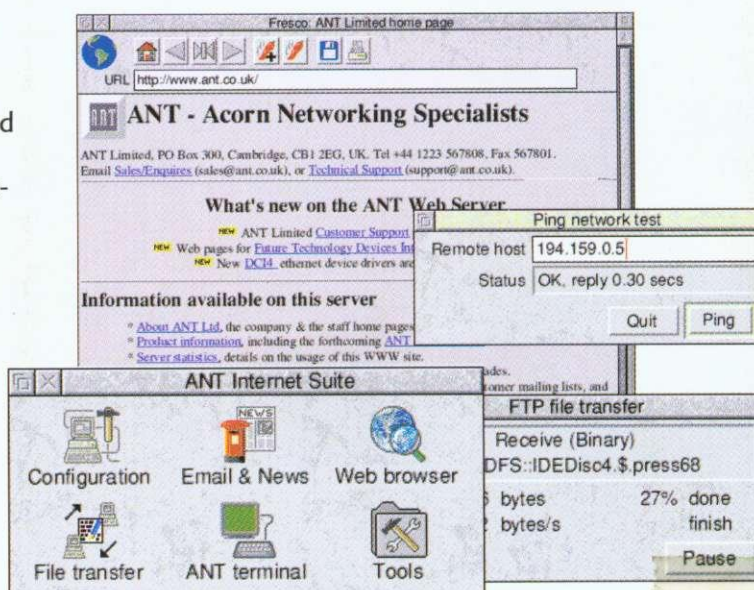 d
-
Fresco: ANT Limited home page
URL http://www.ant.co.uk/
ANT
ANT - Acorn Networking Specialists
ANT Limited, PO Box 300, Cambridge, CB1 2EG, UK. Tel +44 1223 567808, Fax 567801.
Email Sales/Enquires (sales@ant.co.uk), or Technical Support (support@ant.co.uk).
What's new on the ANT Web Server
NEW ANT Limited Customer Support
NEW Web pages for Future Technology Devices Int
NEW New DCI4 ethernet device drivers are
Information available on this server
* About ANT Ltd, the company & the staff home pages
* Product information, including the forthcoming ANT
* Server statistics, details on the usage of this WWW site.
ades.
tomer mailing lists, and
Ping network test
Remote host 194.159.0.5
Status OK, reply 0.30 secs
Quit Ping
ANT Internet Suite
NEWS
Configuration Email & News Web browser
File transfer ANT terminal Tools
FTP file transfer
Receive (Binary)
DFS::IDEDisc4.$.press68
bytes 27% done
bytes/s finish
Pause